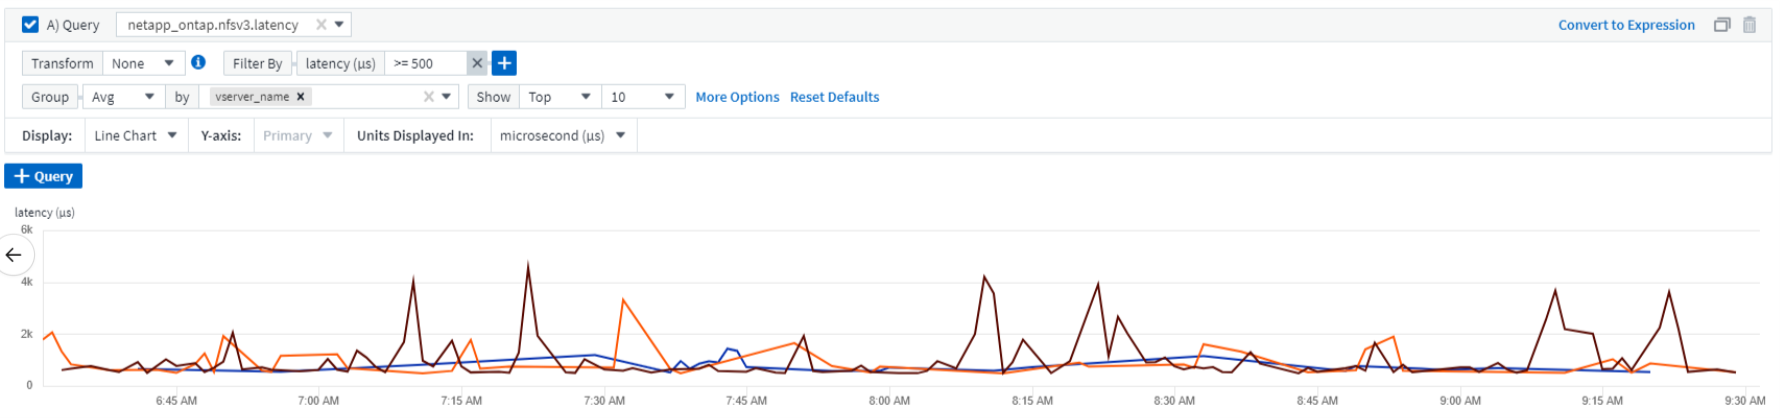 A) Query netapp_ontap.nfsv3.latency Convert to Expression
Transform None Filter By latency (µs) >= 500
Group Avg by vserver_name Show Top 10 More Options Reset Defaults
Display: Line Chart Y-axis: Primary Units Displayed In: microsecond (µs)
+ Query
latency (µs)
6k
4k
2k
0
6:45 AM 7:00 AM 7:15 AM 7:30 AM 7:45 AM 8:00 AM 8:15 AM 8:30 AM 8:45 AM 9:00 AM 9:15 AM 9:30 AM